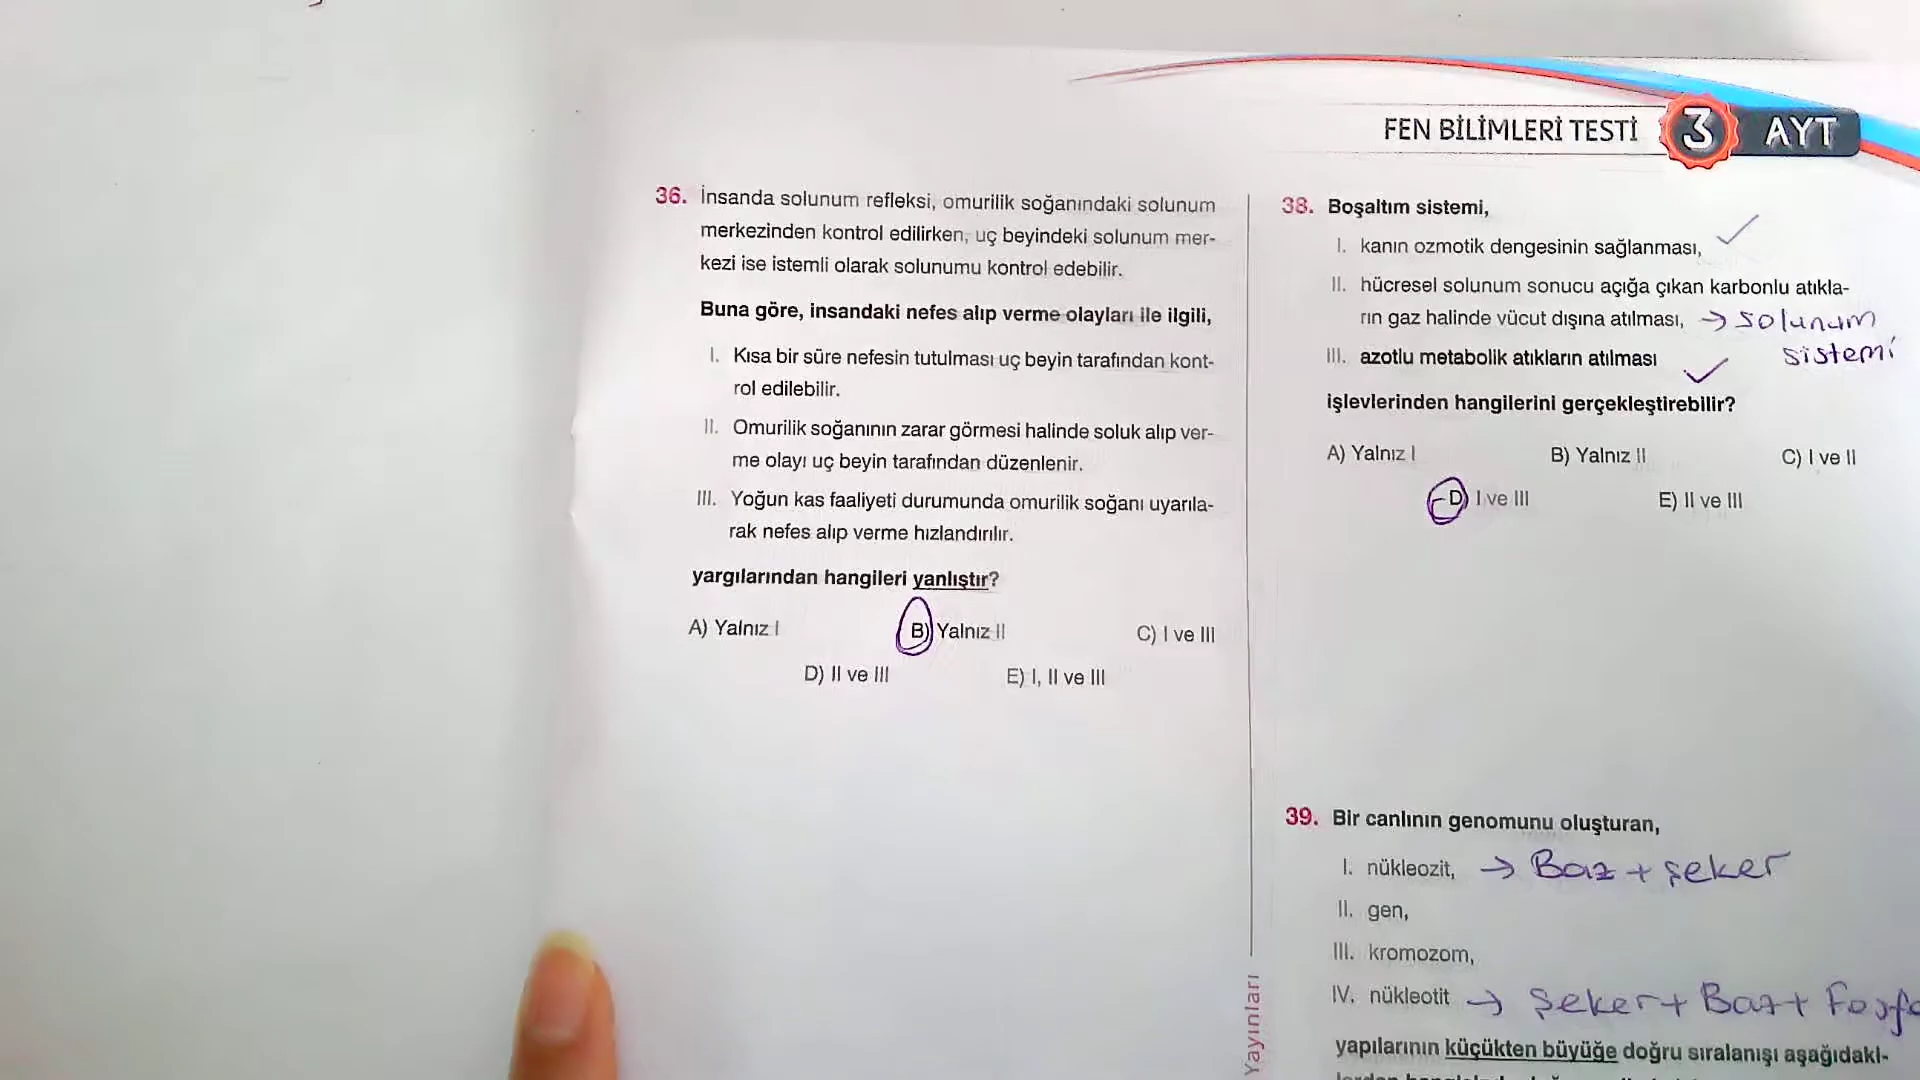 FEN BİLİMLERİ TESTİ 3 AYT
36. İnsanda solunum refleksi, omurilik soğanındaki solunum
merkezinden kontrol edilirken, uç beyindeki solunum mer-
kezi ise istemli olarak solunumu kontrol edebilir.
Buna göre, insandaki nefes alıp verme olayları ile ilgili,
I. Kısa bir süre nefesin tutulması uç beyin tarafından kont-
rol edilebilir.
II. Omurilik soğanının zarar görmesi halinde soluk alıp ver-
me olayı uç beyin tarafından düzenlenir.
III. Yoğun kas faaliyeti durumunda omurilik soğanı uyarıla-
rak nefes alıp verme hızlandırılır.
yargılarından hangileri yanlıştır?
A) Yalnız I B) Yalnız II C) I ve III
D) II ve III E) I, II ve III
38. Boşaltım sistemi,
I. kanın ozmotik dengesinin sağlanması,
II. hücresel solunum sonucu açığa çıkan karbonlu atıkla-
rın gaz halinde vücut dışına atılması, → solunum
sistemi
III. azotlu metabolik atıkların atılması
işlevlerinden hangilerini gerçekleştirebilir?
A) Yalnız I B) Yalnız II C) I ve II
D) I ve III E) II ve III
39. Bir canlının genomunu oluşturan,
I. nükleozit, → Baz + şeker
II. gen,
III. kromozom,
IV. nükleotit → şeker + Baz + Fosfo
yapılarının küçükten büyüğe doğru sıralanışı aşağıdaki-
Yayınları